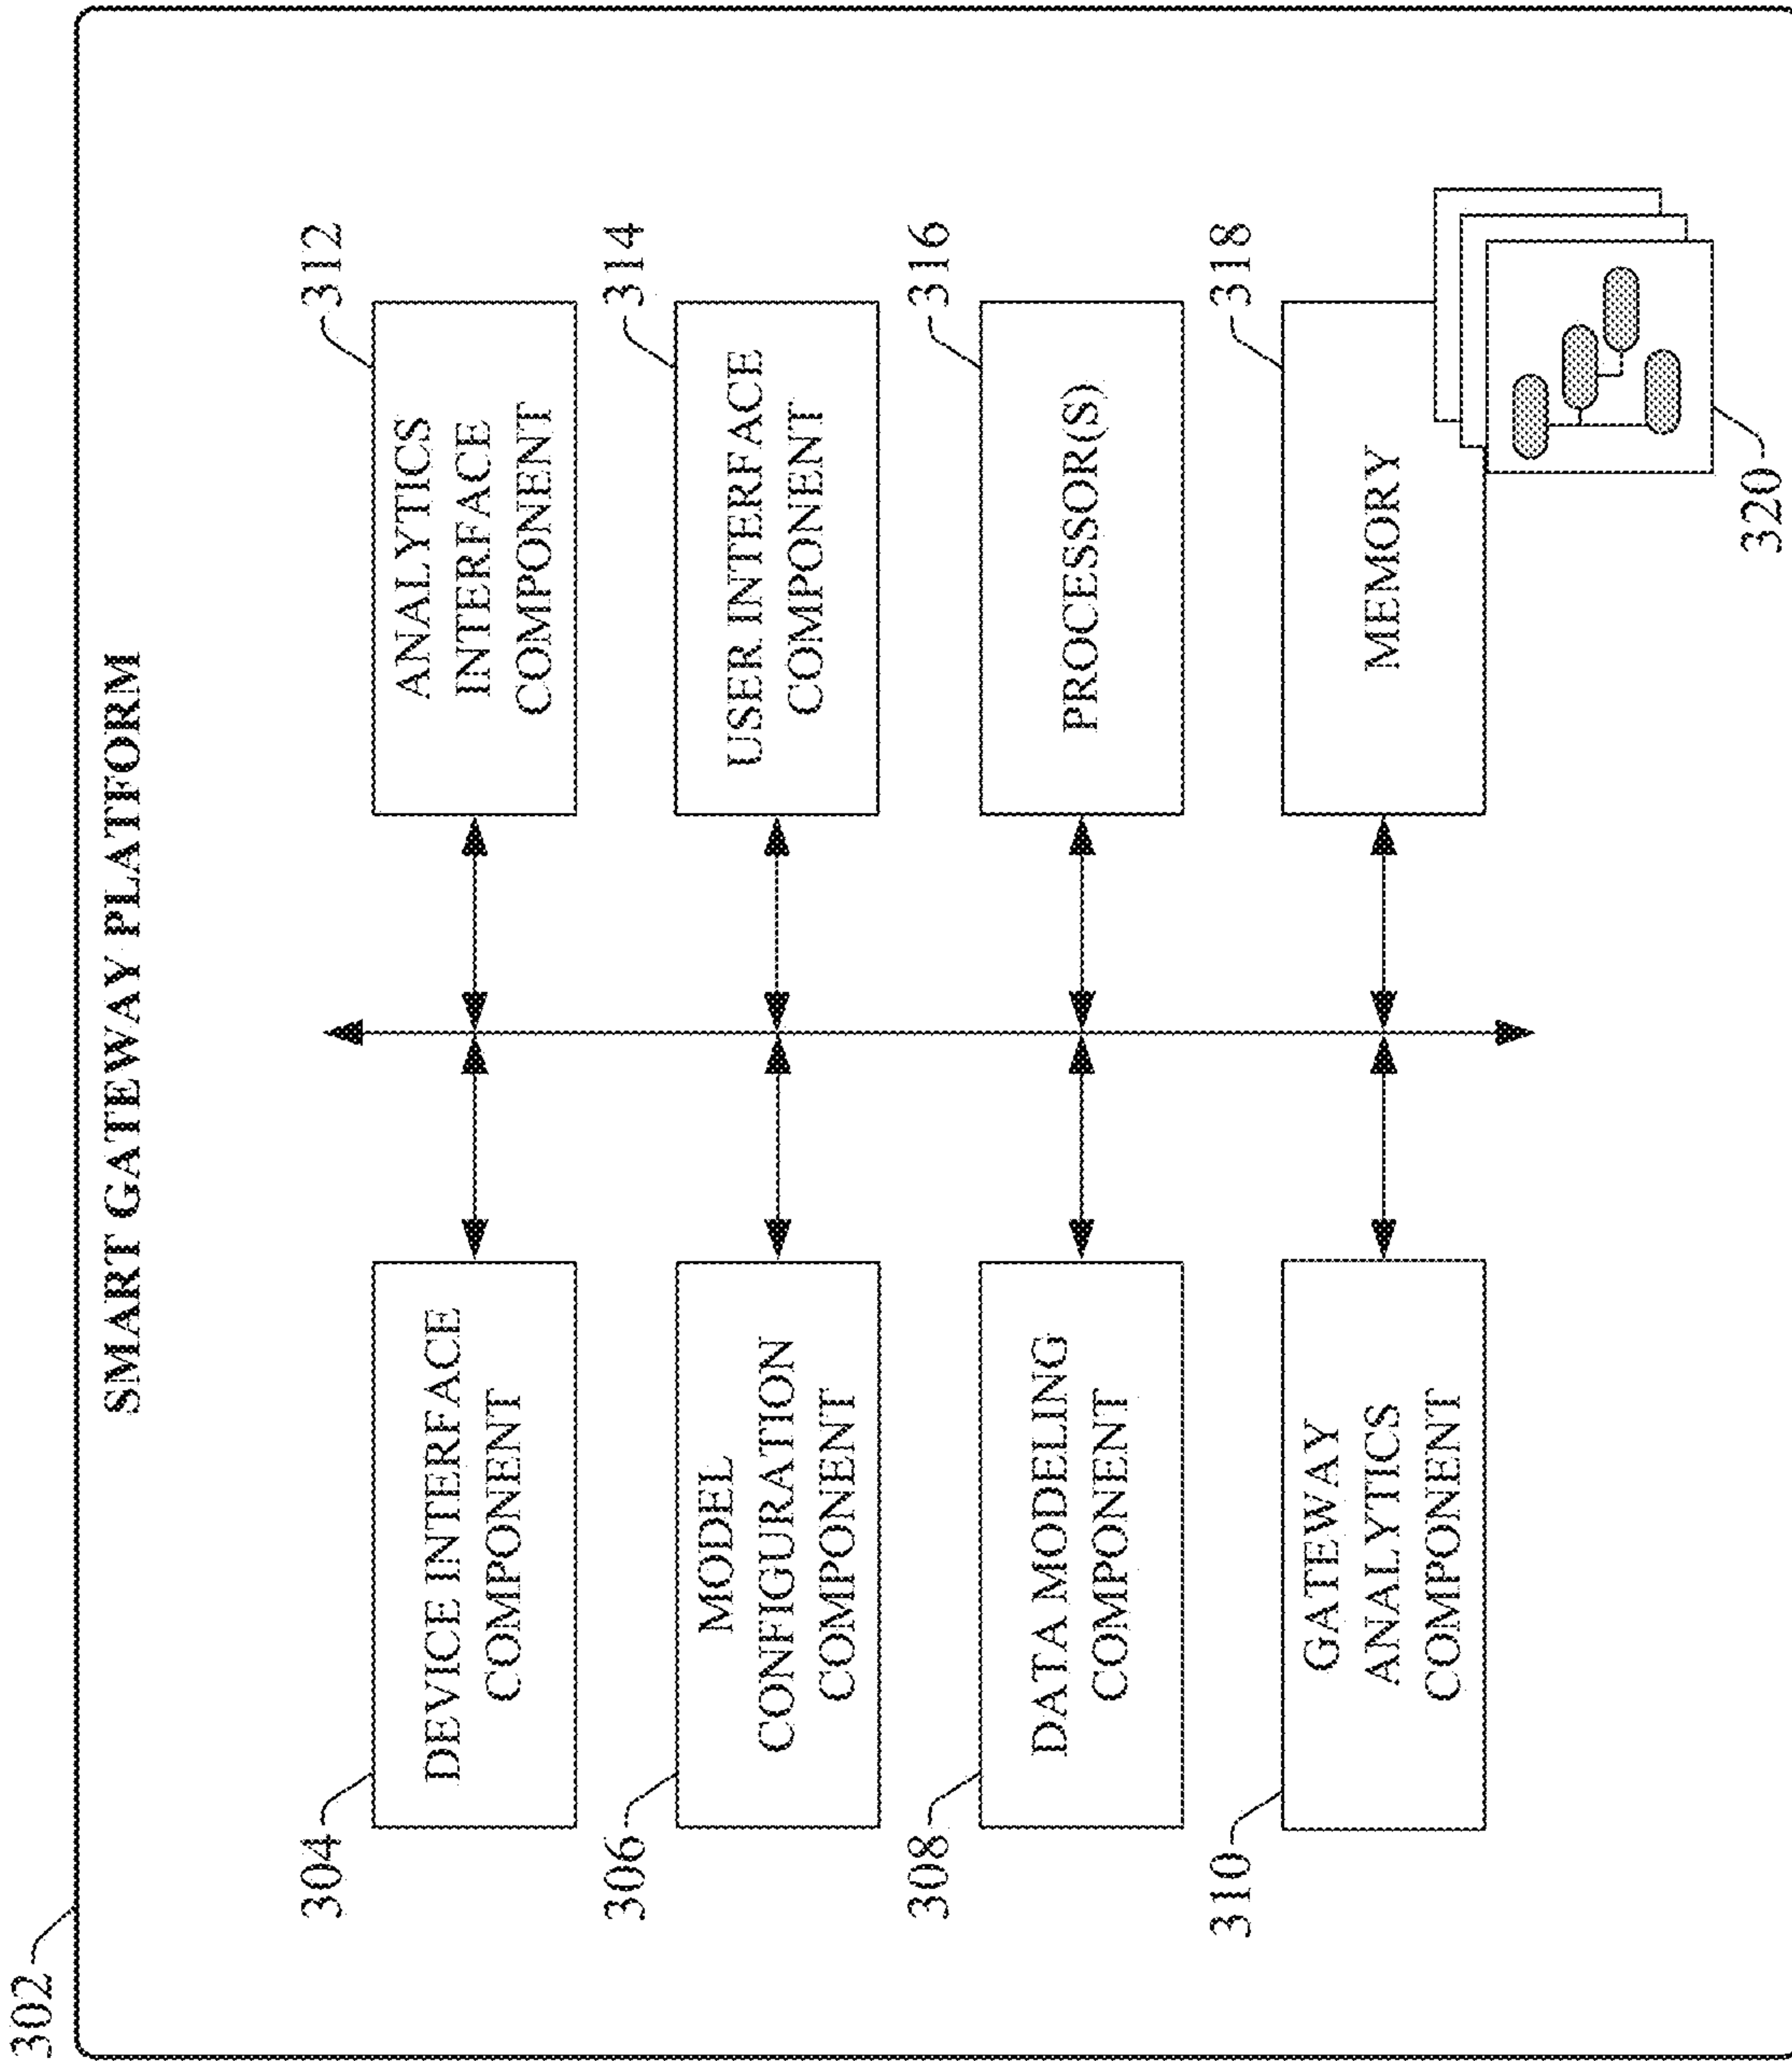 302
SMART GATEWAY PLATFORM
304
DEVICE INTERFACE
COMPONENT
306
MODEL
CONFIGURATION
COMPONENT
308
DATA MODELING
COMPONENT
310
GATEWAY
ANALYTICS
COMPONENT
312
ANALYTICS
INTERFACE
COMPONENT
314
USER INTERFACE
COMPONENT
316
PROCESSOR(S)
318
MEMORY
320